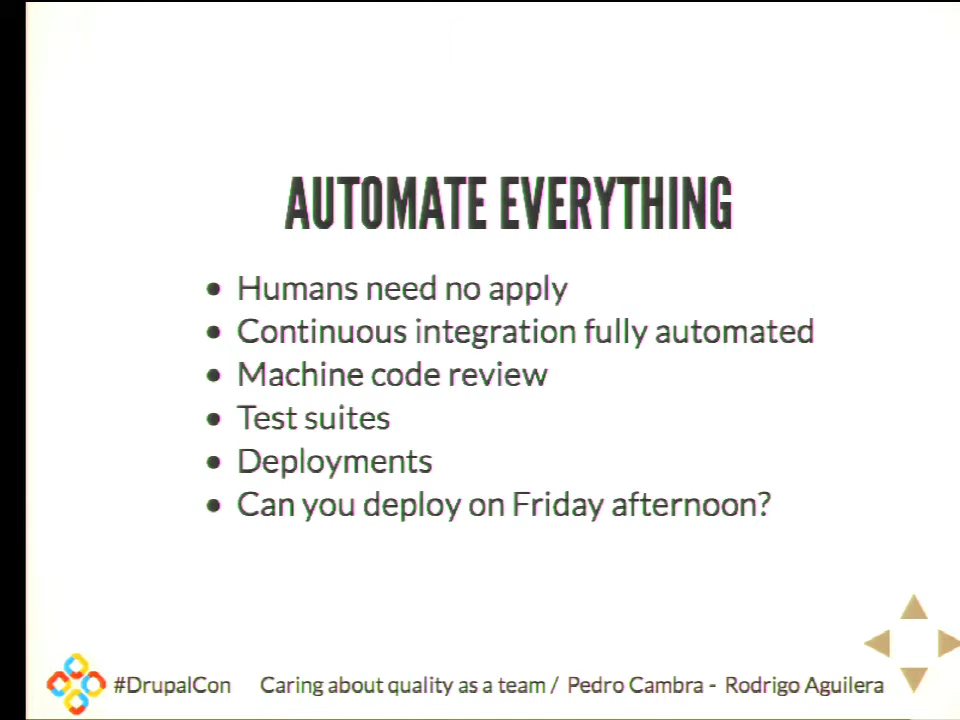 AUTOMATE EVERYTHING
• Humans need no apply
• Continuous integration fully automated
• Machine code review
• Test suites
• Deployments
• Can you deploy on Friday afternoon?
#DrupalCon Caring about quality as a team / Pedro Cambra - Rodrigo Aguilera